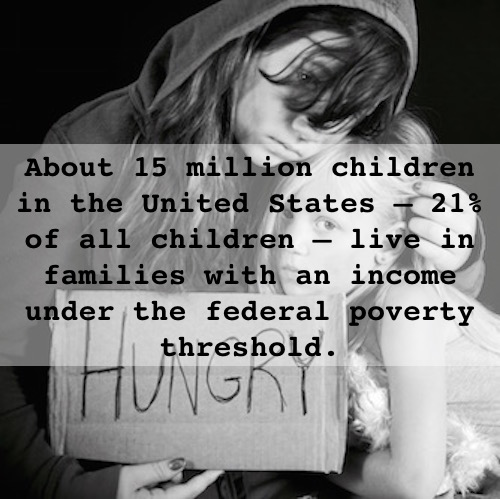 About 15 million children
in the United States — 21%
of all children — live in
families with an income
under the federal poverty
threshold.
HUNGRY